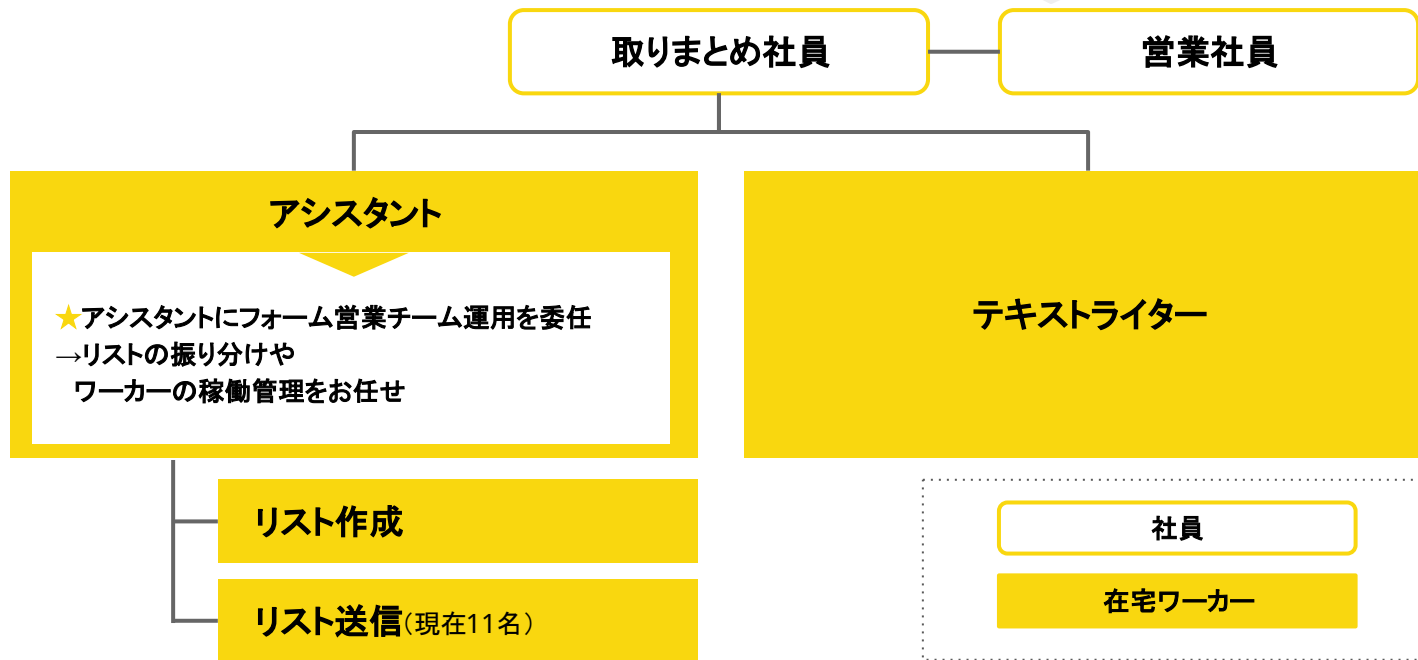 取りまとめ社員
営業社員
アシスタント
★アシスタントにフォーム営業チーム運用を委任
→リストの振り分けや
ワーカーの稼働管理をお任せ
テキストライター
リスト作成
リスト送信（現在11名）
社員
在宅ワーカー